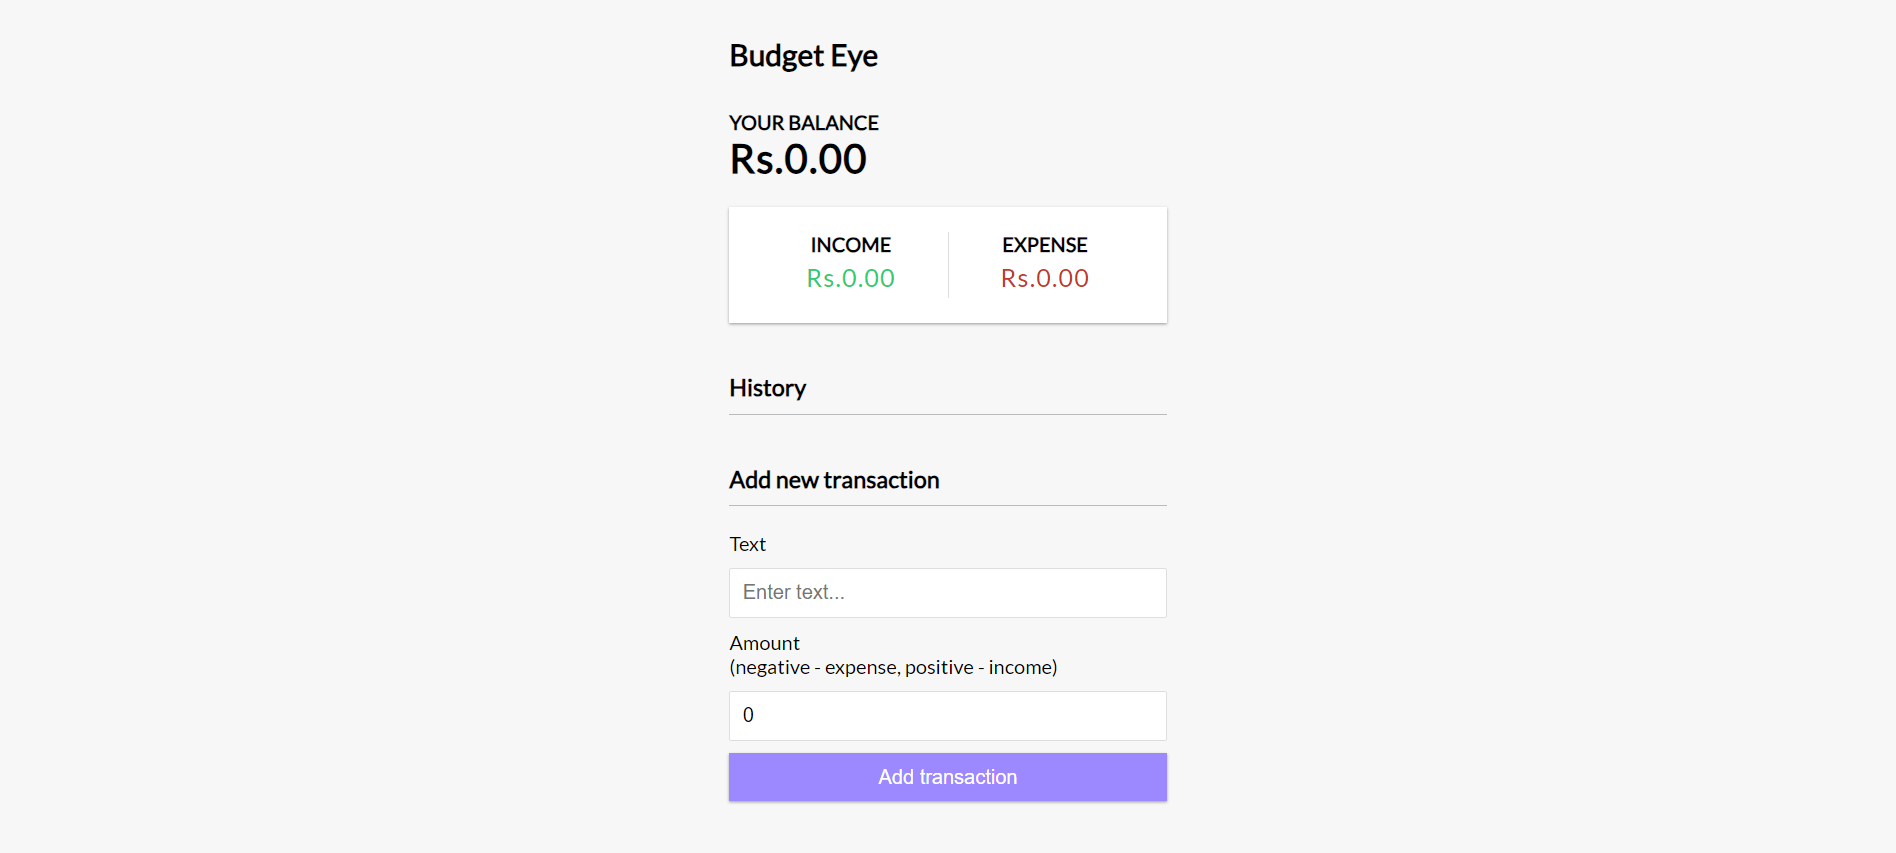 Budget Eye
YOUR BALANCE
Rs.0.00
INCOME
Rs.0.00
EXPENSE
Rs.0.00
History
Add new transaction
Text
Enter text...
Amount
(negative - expense, positive - income)
0
Add transaction